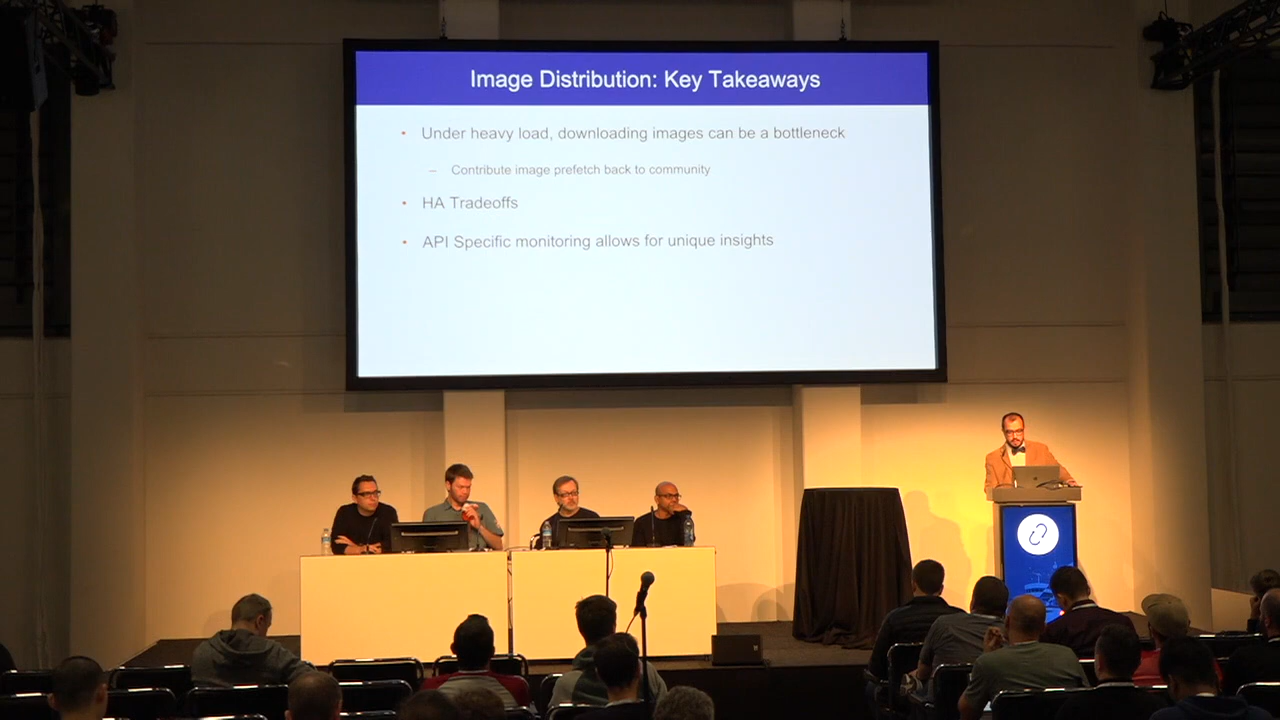 Image Distribution: Key Takeaways
• Under heavy load, downloading images can be a bottleneck
– Contribute image prefetch back to community
• HA Tradeoffs
• API Specific monitoring allows for unique insights